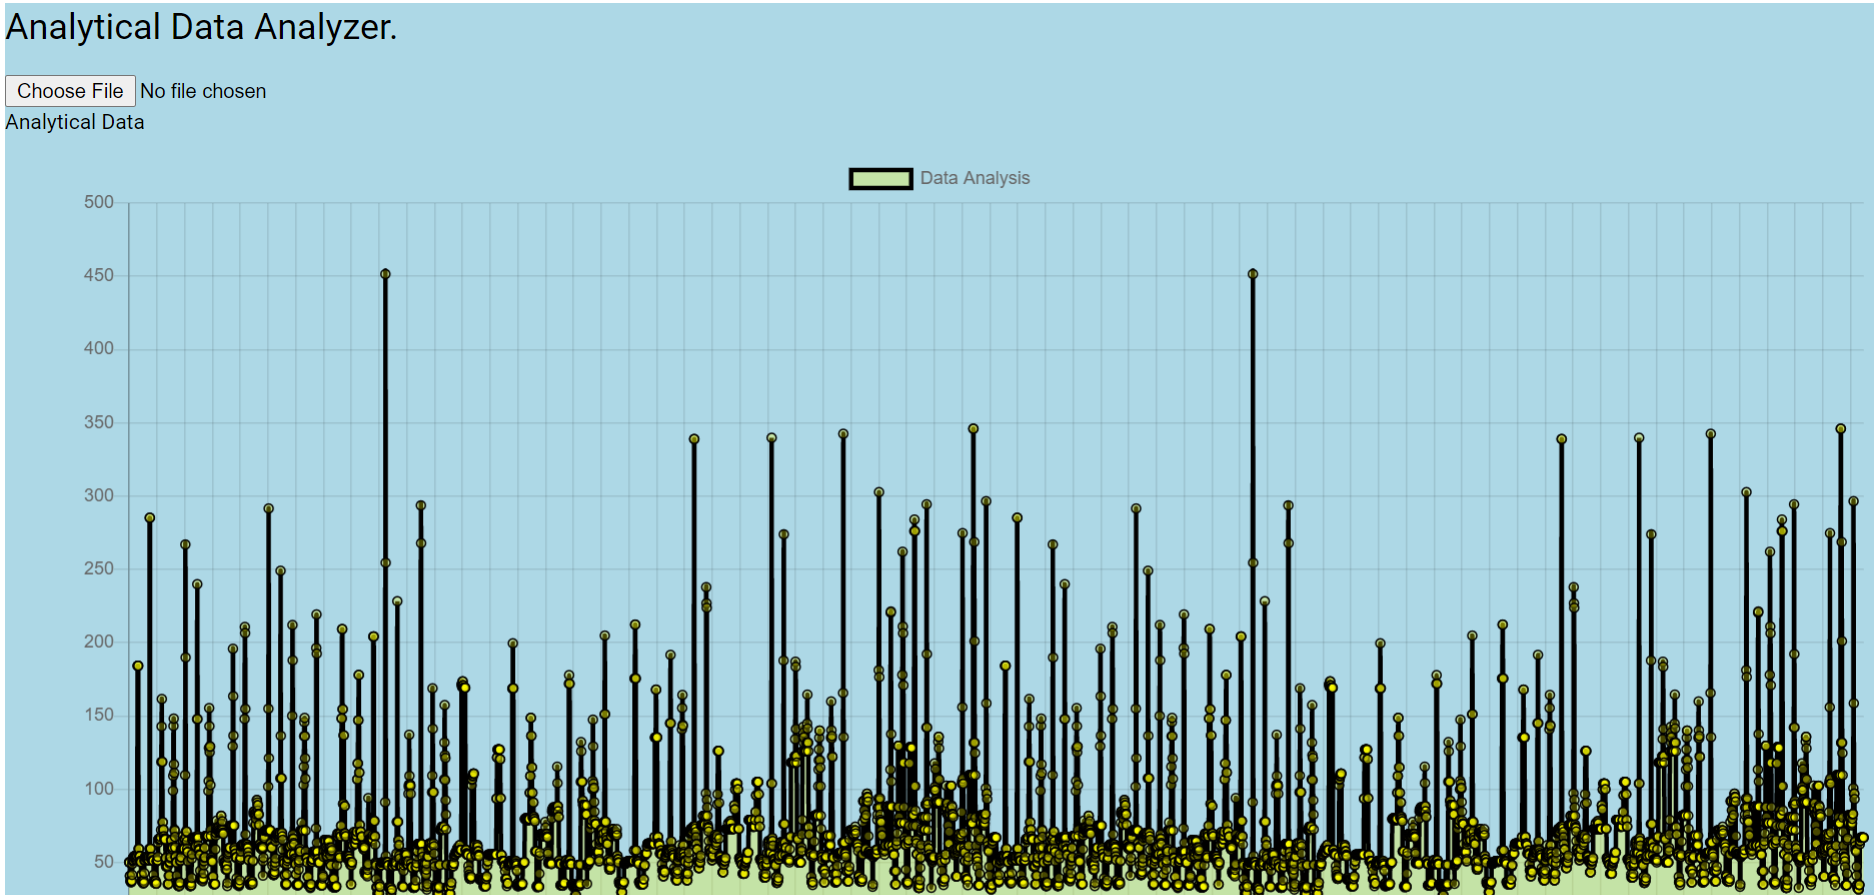 Analytical Data Analyzer.
Choose File No file chosen
Analytical Data
Data Analysis
500
450
400
350
300
250
200
150
100
50